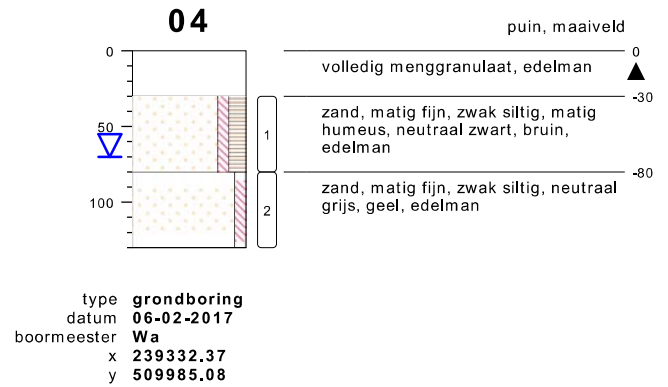 04
puin, maaiveld
0
0
volledig menggranulaat, edelman
-30
zand, matig fijn, zwak siltig, matig
humeus, neutraal zwart, bruin,
edelman
50
1
-80
zand, matig fijn, zwak siltig, neutraal
grijs, geel, edelman
100
2
type grondboring
datum 06-02-2017
boormeester Wa
x 239332.37
y 509985.08